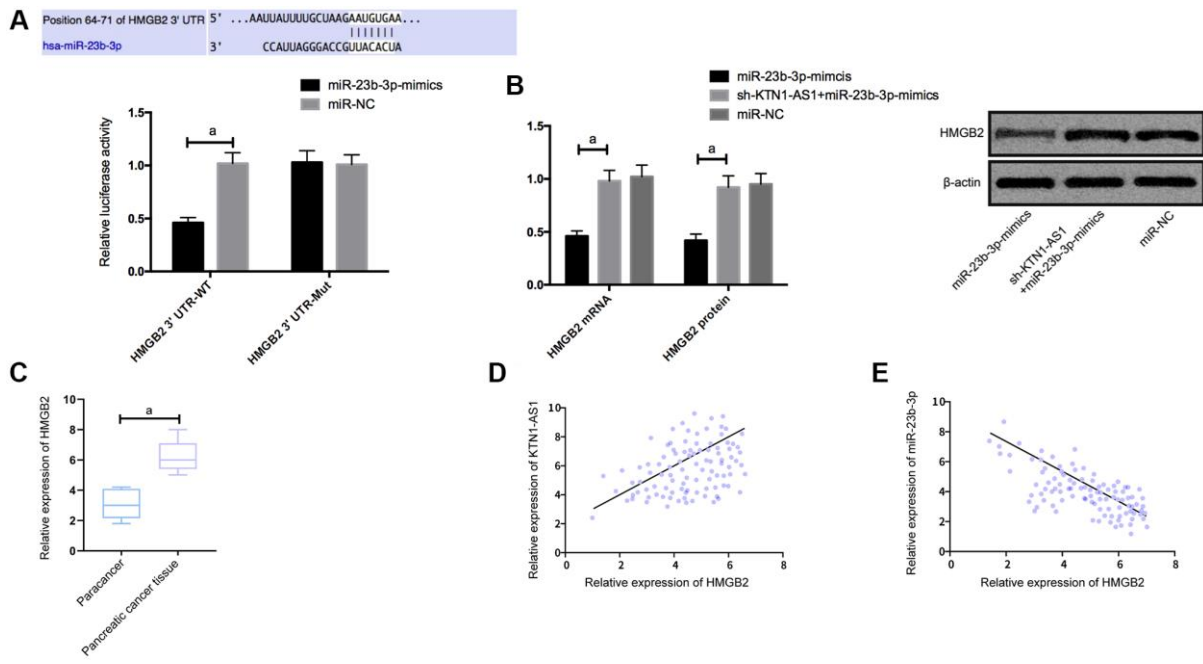 A
Position 64-71 of HMGB2 3' UTR 5' ...AAUUAUUUUGCUAAGAAUGUGAA...
hsa-miR-23b-3p 3' CCAUUAGGGACCGUUACACUA
miR-23b-3p-mimics
miR-NC
Relative luciferase activity
1.5
1.0
0.5
0.0
a
HMGB2 3' UTR-WT
HMGB2 3' UTR-Mut
B
miR-23b-3p-mimcis
sh-KTN1-AS1+miR-23b-3p-mimics
miR-NC
1.5
1.0
0.5
0.0
a
a
HMGB2 mRNA
HMGB2 protein
HMGB2
β-actin
miR-23b-3p-mimics
sh-KTN1-AS1
+miR-23b-3p-mimics
miR-NC
C
Relative expression of HMGB2
10
8
6
4
2
0
a
Paracancer
Pancreatic cancer tissue
D
Relative expression of KTN1-AS1
10
8
6
4
2
0
0 2 4 6 8
Relative expression of HMGB2
E
Relative expression of miR-23b-3p
10
8
6
4
2
0
0 2 4 6 8
Relative expression of HMGB2